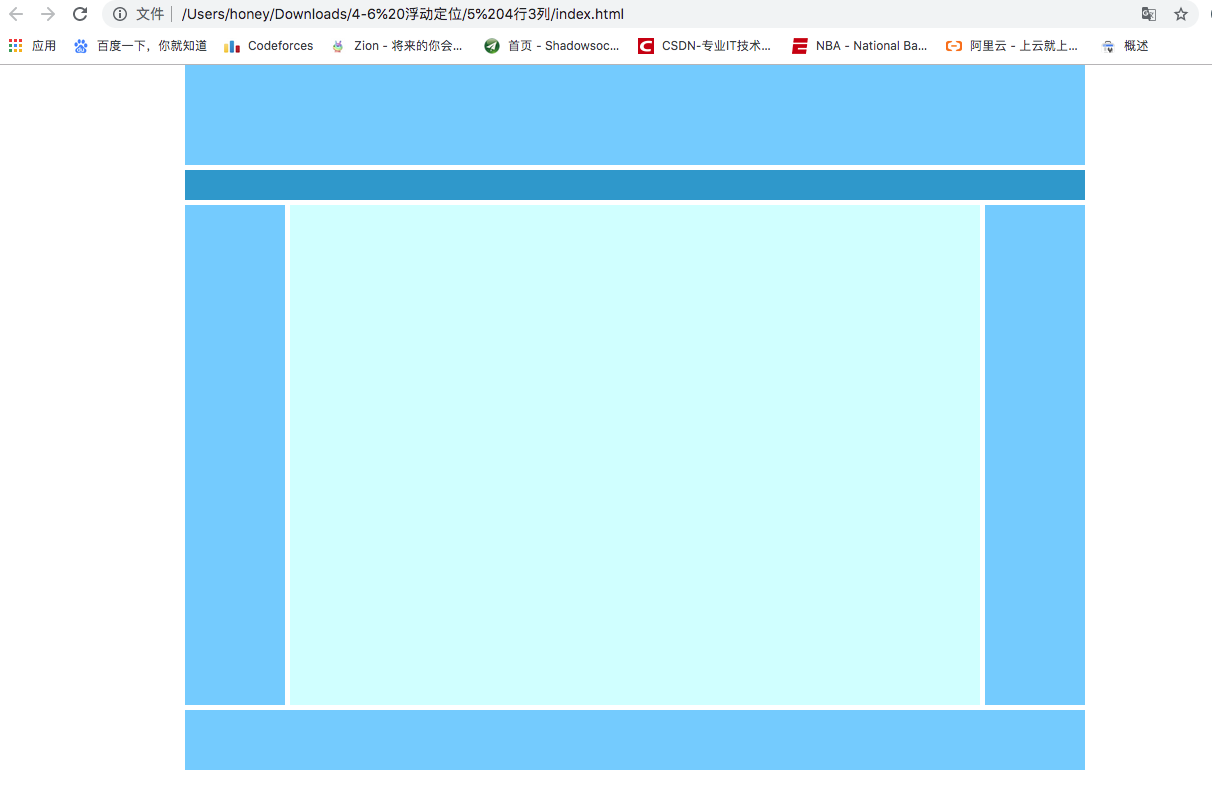 文件 | /Users/honey/Downloads/4-6%20浮动定位/5%204行3列/index.html
应用 百度一下，你就知道 Codeforces Zion - 将来的你会... 首页 - Shadowsoc... CSDN-专业IT技术... NBA - National Ba... 阿里云 - 上云就上... 概述